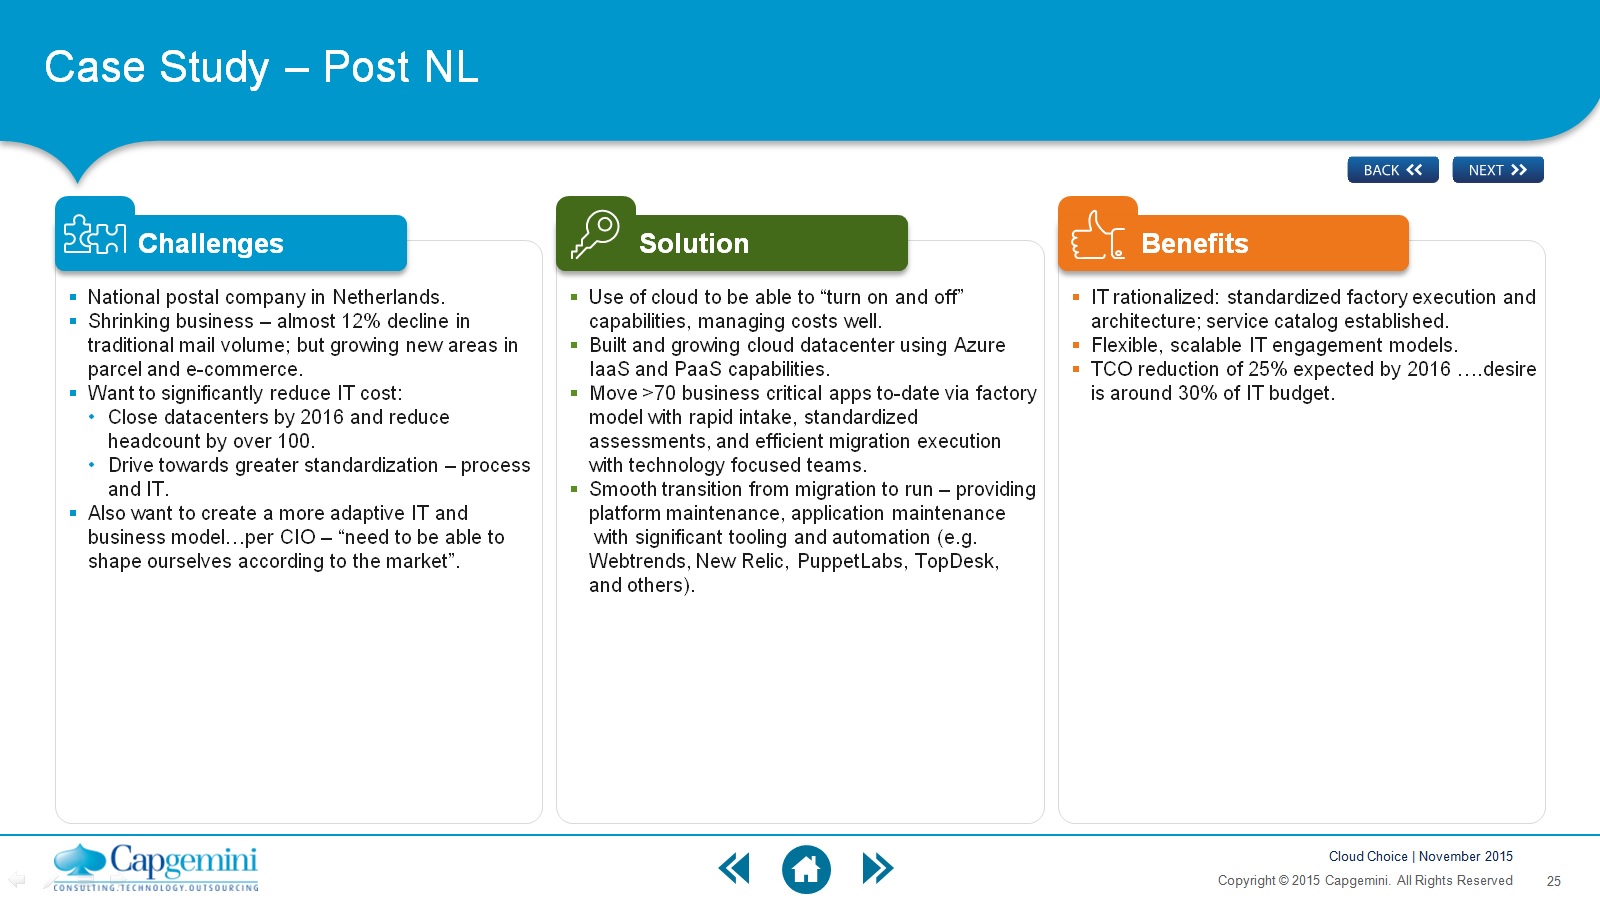 Case Study – Post NL
BACK
NEXT
Challenges
National postal company in Netherlands.
Shrinking business – almost 12% decline in
traditional mail volume; but growing new areas in
parcel and e-commerce.
Want to significantly reduce IT cost:
Close datacenters by 2016 and reduce
headcount by over 100.
Drive towards greater standardization – process
and IT.
Also want to create a more adaptive IT and
business model…per CIO – “need to be able to
shape ourselves according to the market”.
Solution
Use of cloud to be able to “turn on and off”
capabilities, managing costs well.
Built and growing cloud datacenter using Azure
IaaS and PaaS capabilities.
Move >70 business critical apps to-date via factory
model with rapid intake, standardized
assessments, and efficient migration execution
with technology focused teams.
Smooth transition from migration to run – providing
platform maintenance, application maintenance
with significant tooling and automation (e.g.
Webtrends, New Relic, PuppetLabs, TopDesk,
and others).
Benefits
IT rationalized: standardized factory execution and
architecture; service catalog established.
Flexible, scalable IT engagement models.
TCO reduction of 25% expected by 2016 ….desire
is around 30% of IT budget.
Capgemini
CONSULTING.TECHNOLOGY.OUTSOURCING
Cloud Choice | November 2015
Copyright © 2015 Capgemini. All Rights Reserved
25